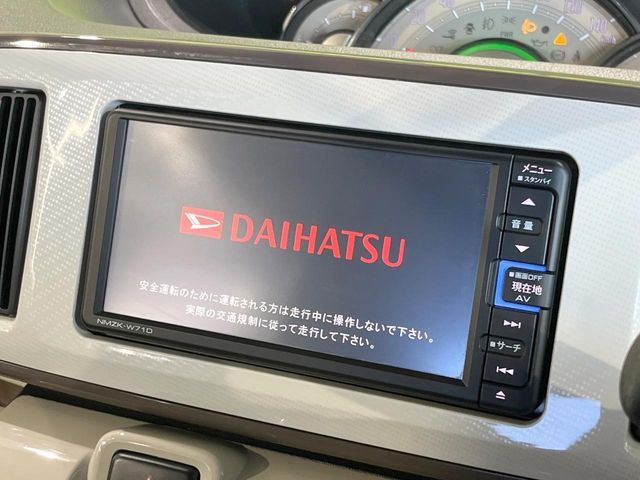 DAIHATSU
安全運転のために運転される方は走行中に操作しないで下さい。
実際の交通規制に従って走行して下さい。
NMZK-W71D
メニュー
スタンバイ
音量
画面OFF
現在地
AV
サーチ